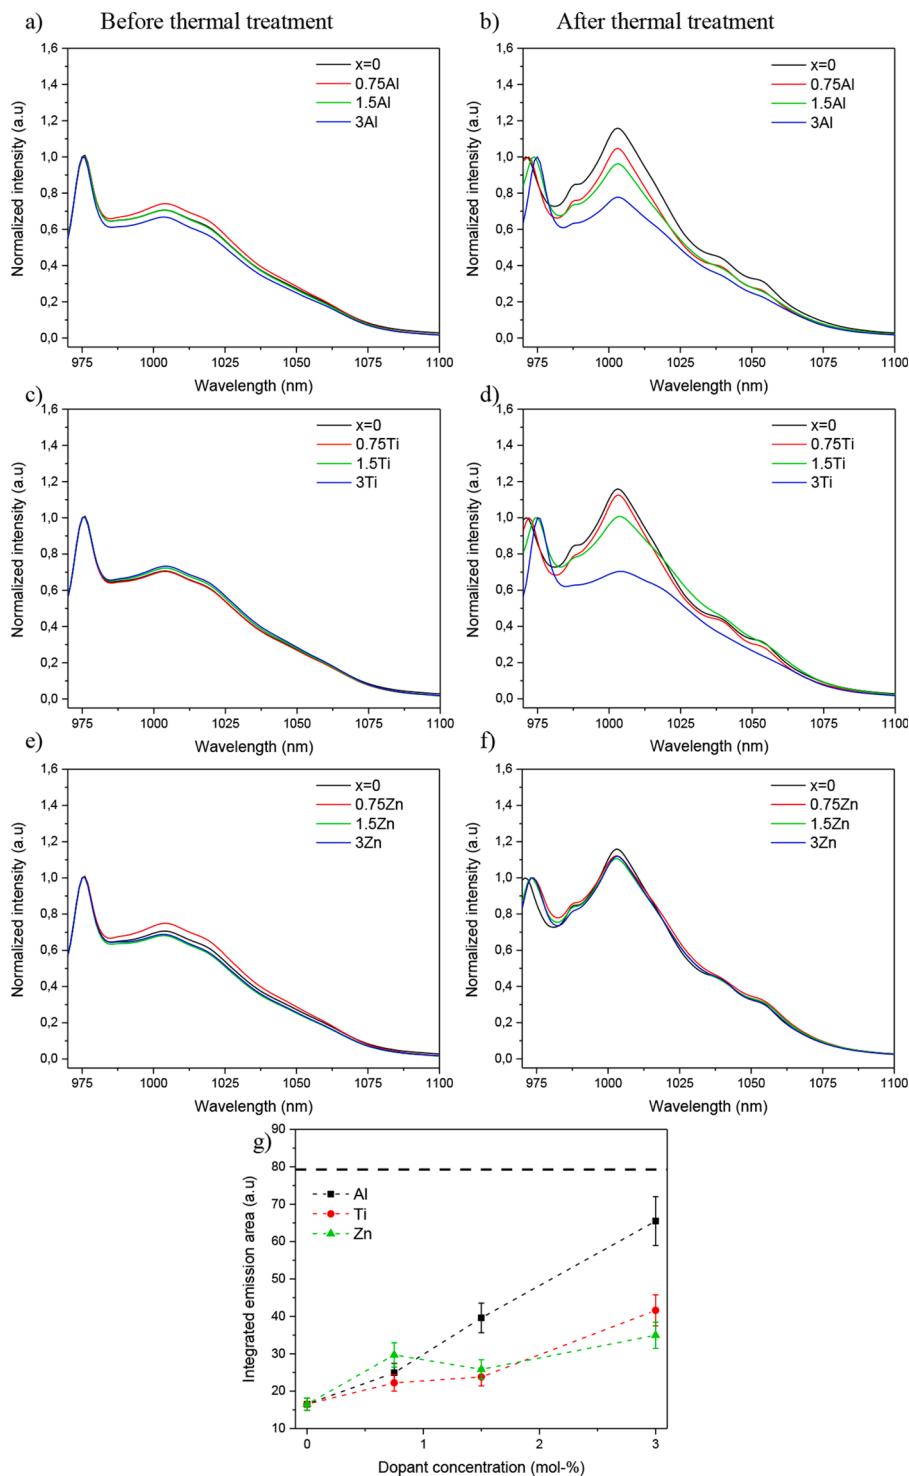 a) Before thermal treatment b) After thermal treatment
1,6
1,4
1,2
1,0
0,8
0,6
0,4
0,2
0,0
Normalized intensity (a.u)
x=0
0.75Al
1.5Al
3Al
975 1000 1025 1050 1075 1100
Wavelength (nm)
1,6
1,4
1,2
1,0
0,8
0,6
0,4
0,2
0,0
Normalized intensity (a.u)
x=0
0.75Al
1.5Al
3Al
975 1000 1025 1050 1075 1100
Wavelength (nm)
c)
1,6
1,4
1,2
1,0
0,8
0,6
0,4
0,2
0,0
Normalized intensity (a.u)
x=0
0.75Ti
1.5Ti
3Ti
975 1000 1025 1050 1075 1100
Wavelength (nm)
d)
1,6
1,4
1,2
1,0
0,8
0,6
0,4
0,2
0,0
Normalized intensity (a.u)
x=0
0.75Ti
1.5Ti
3Ti
975 1000 1025 1050 1075 1100
Wavelength (nm)
e)
1,6
1,4
1,2
1,0
0,8
0,6
0,4
0,2
0,0
Normalized intensity (a.u)
x=0
0.75Zn
1.5Zn
3Zn
975 1000 1025 1050 1075 1100
Wavelength (nm)
f)
1,6
1,4
1,2
1,0
0,8
0,6
0,4
0,2
0,0
Normalized intensity (a.u)
x=0
0.75Zn
1.5Zn
3Zn
975 1000 1025 1050 1075 1100
Wavelength (nm)
g)
90
80
70
60
50
40
30
20
10
Integrated emission area (a.u)
Al
Ti
Zn
0 1 2 3
Dopant concentration (mol-%)